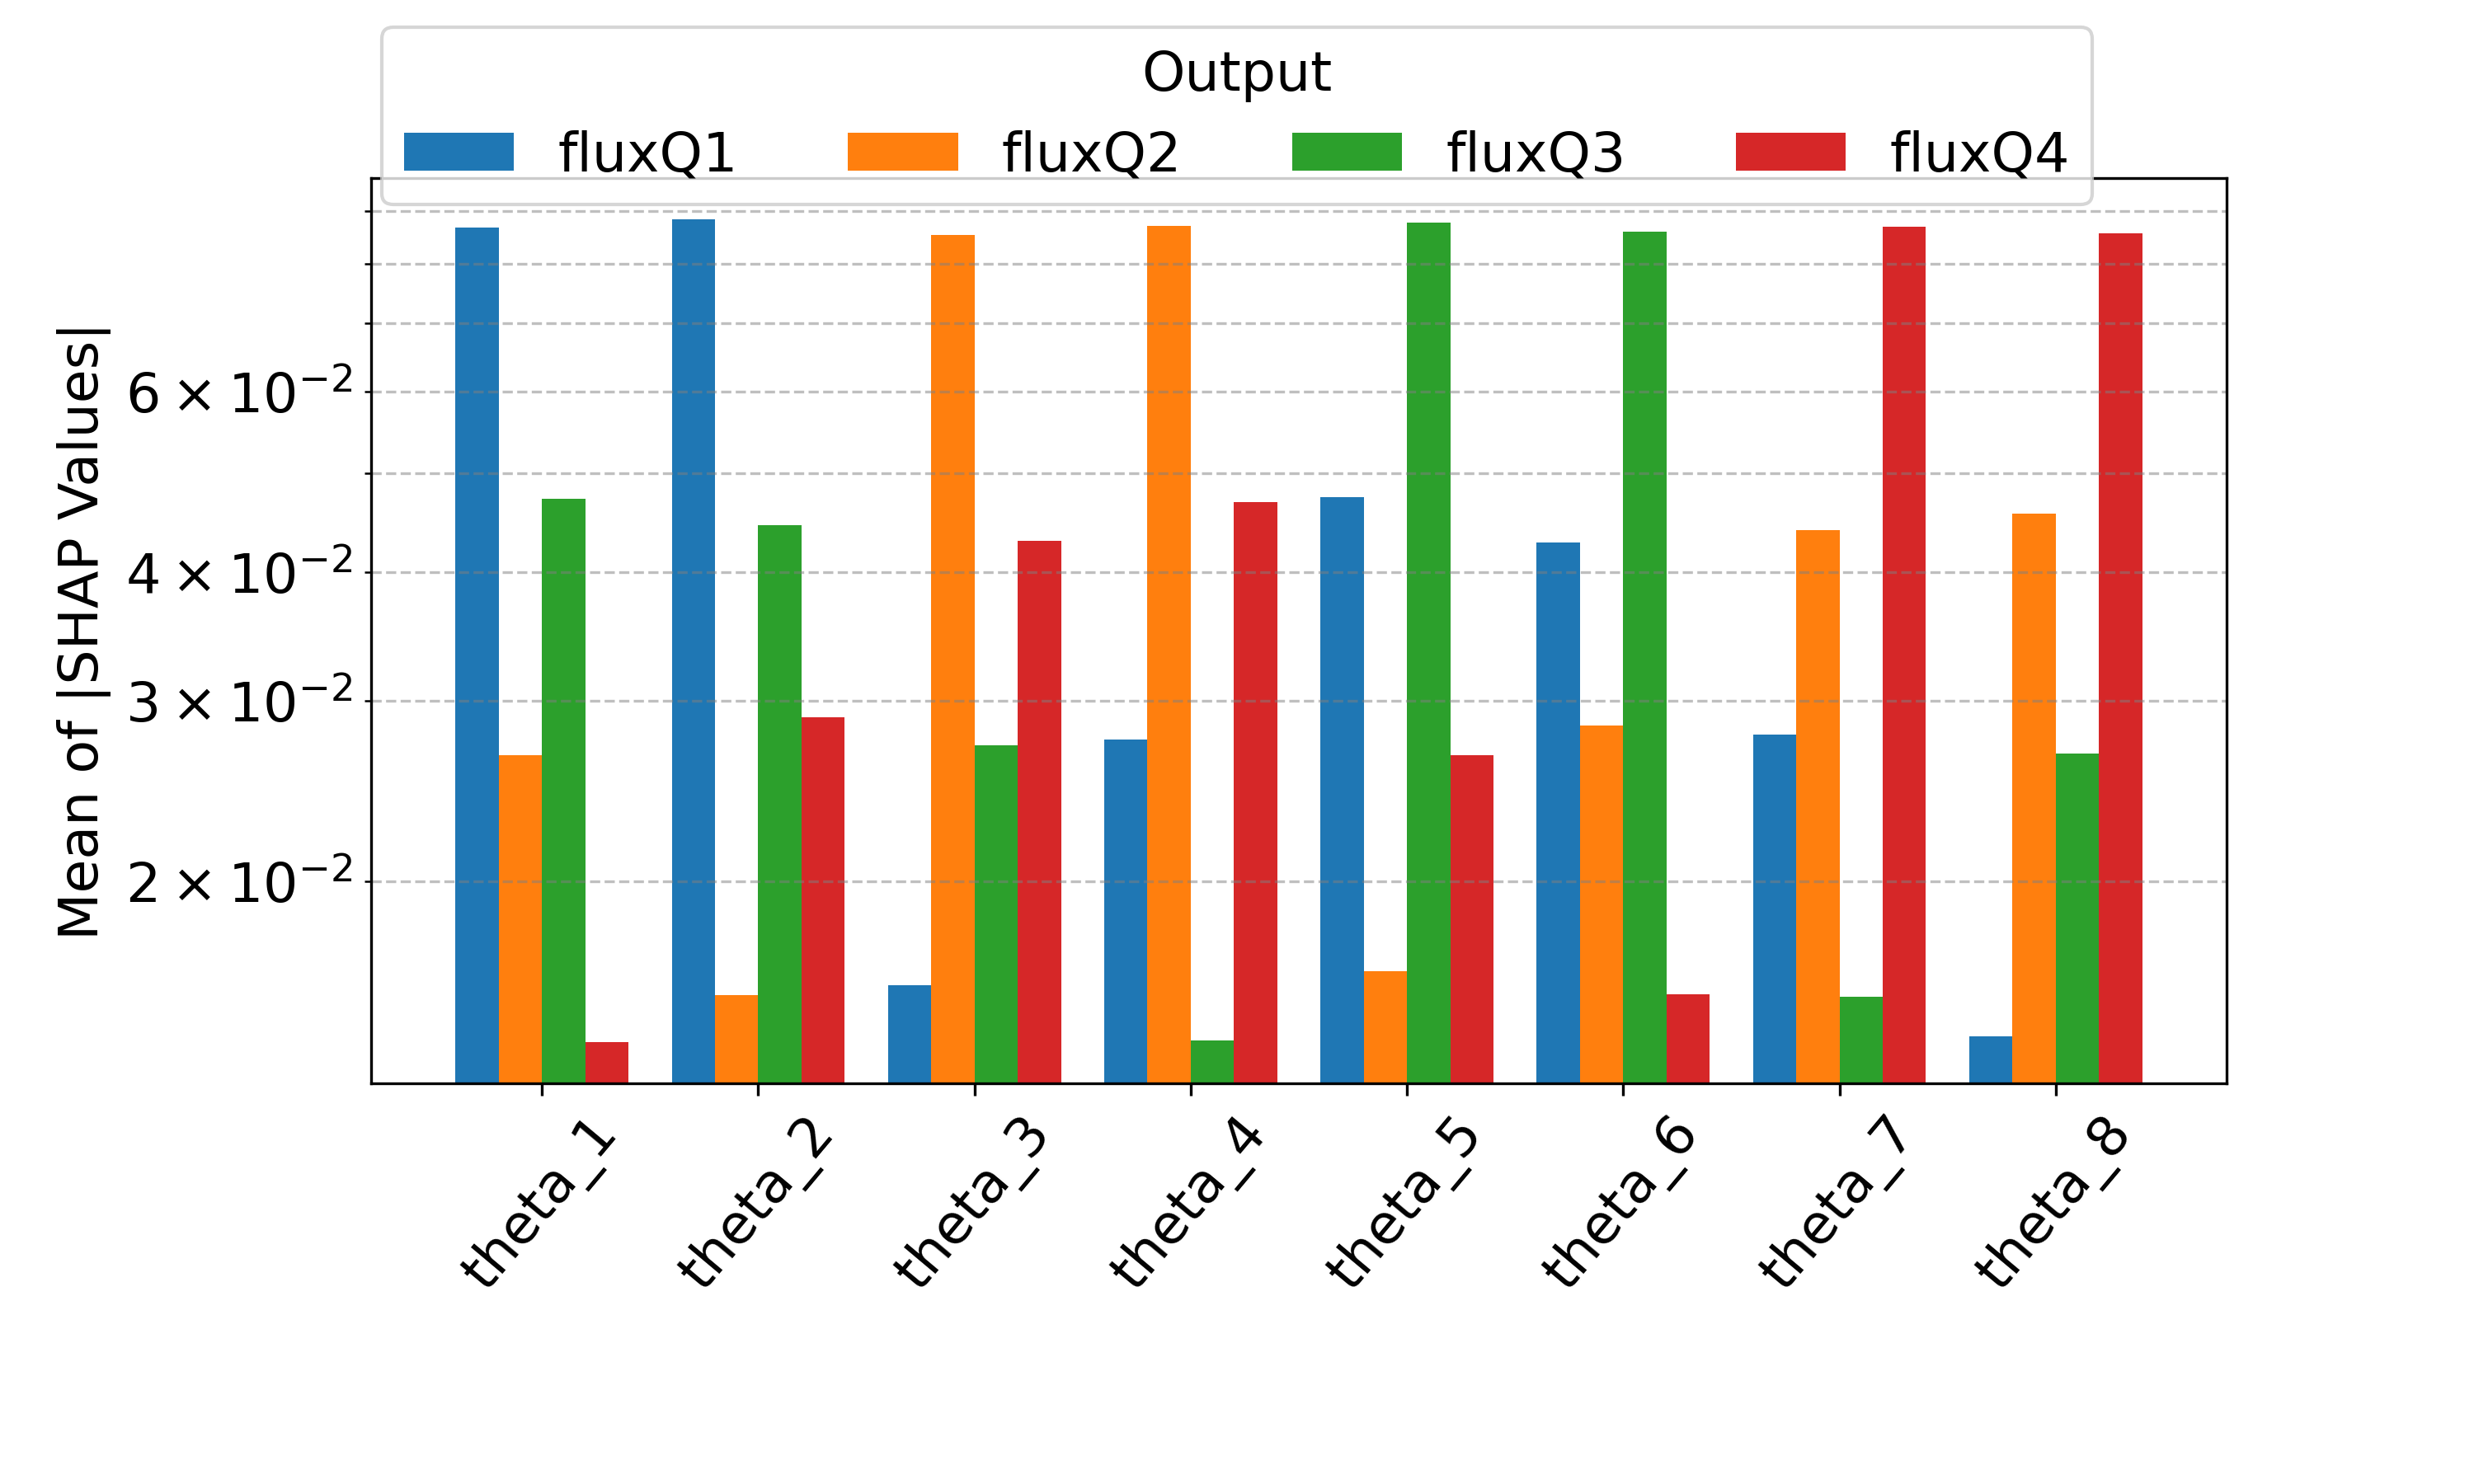 Output
fluxQ1 fluxQ2 fluxQ3 fluxQ4
Mean of |SHAP Values|
6 × 10⁻²
4 × 10⁻²
3 × 10⁻²
2 × 10⁻²
theta_1 theta_2 theta_3 theta_4 theta_5 theta_6 theta_7 theta_8